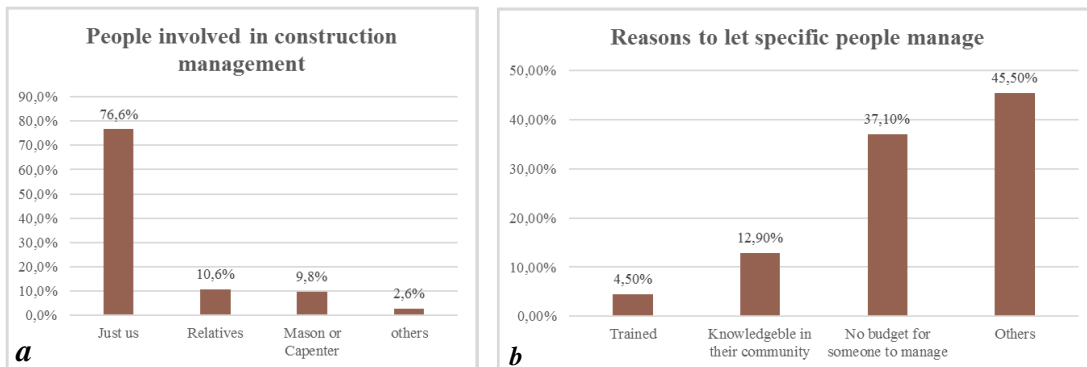 People involved in construction
management
90,0%
80,0%
70,0%
60,0%
50,0%
40,0%
30,0%
20,0%
10,0%
0,0%
76,6%
10,6%
9,8%
2,6%
Just us
Relatives
Mason or
Capenter
others
a
Reasons to let specific people manage
50,00%
40,00%
30,00%
20,00%
10,00%
0,00%
4,50%
12,90%
37,10%
45,50%
Trained
Knowledgeble in
their community
No budget for
someone to manage
Others
b